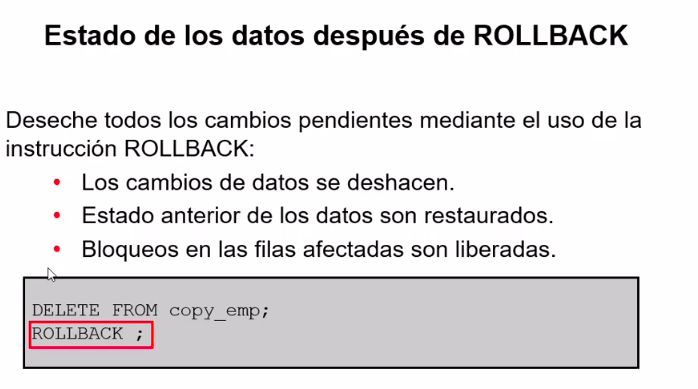 Estado de los datos después de ROLLBACK
Deseche todos los cambios pendientes mediante el uso de la
instrucción ROLLBACK:
• Los cambios de datos se deshacen.
• Estado anterior de los datos son restaurados.
• Bloqueos en las filas afectadas son liberadas.
DELETE FROM copy_emp;
ROLLBACK ;